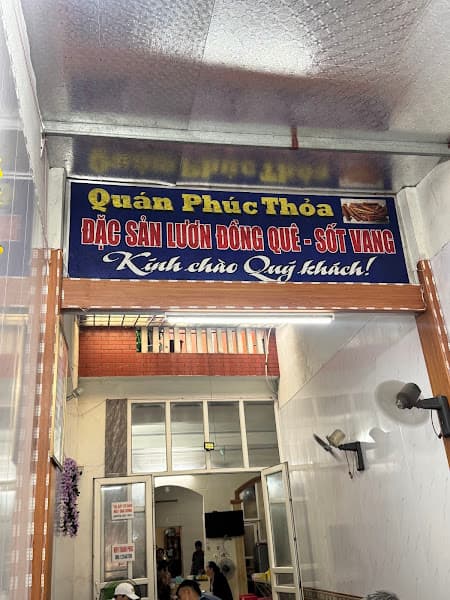 Quán Phúc Thỏa
ĐẶC SẢN LƯƠN ĐỒNG QUÊ - SỐT VANG
Kính chào Quý khách!